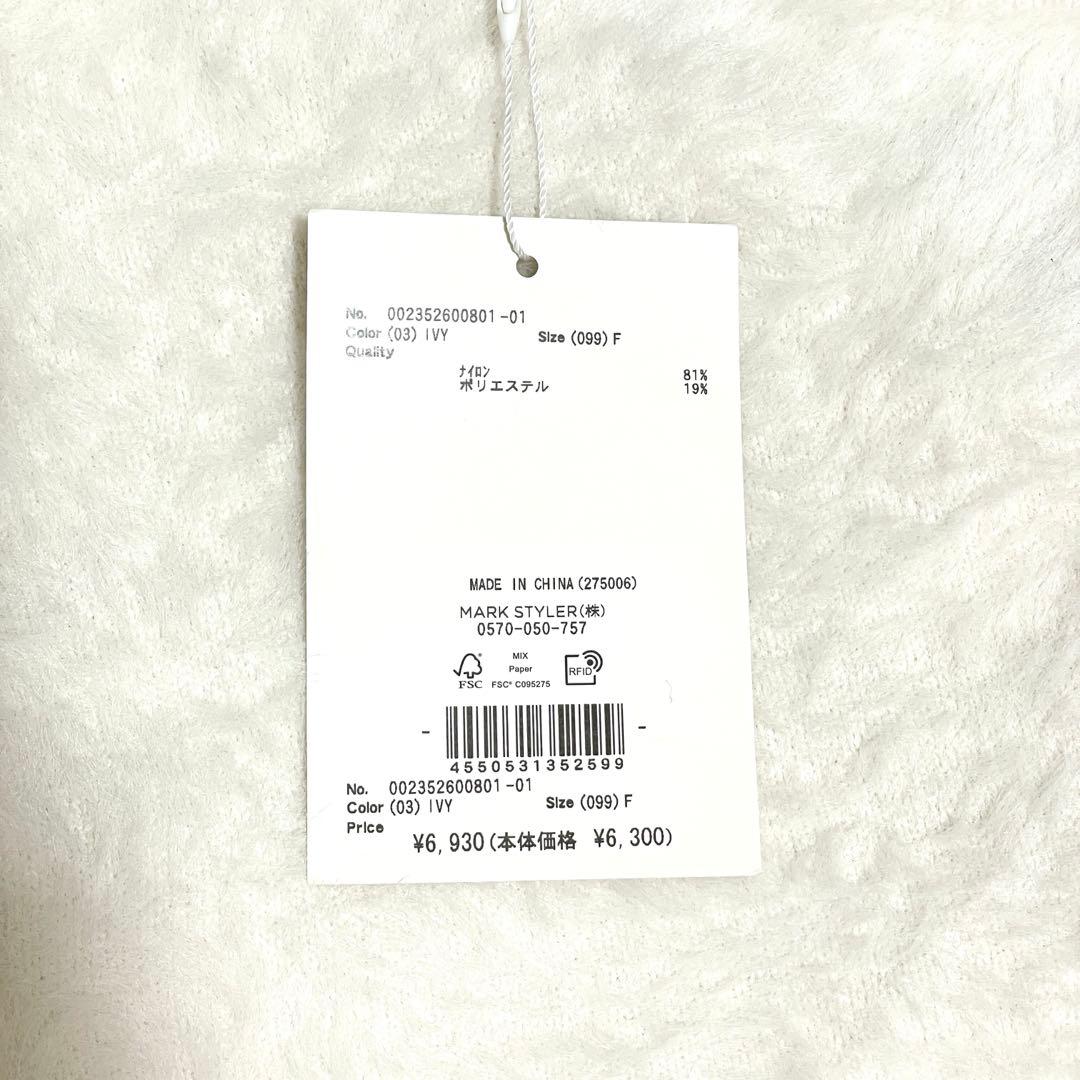 No. 002352600801-01
Color (03) IVY Size (099) F
Quality
ﾅｲﾛﾝ 81%
ポリエステル 19%
MADE IN CHINA(275006)
MARK STYLER(株)
0570-050-757
MIX
Paper
FSC® FSC® C095275
RFID
- -
4550531352599
No. 002352600801-01
Color (03) IVY Size (099) F
Price
¥6,930(本体価格 ¥6,300)